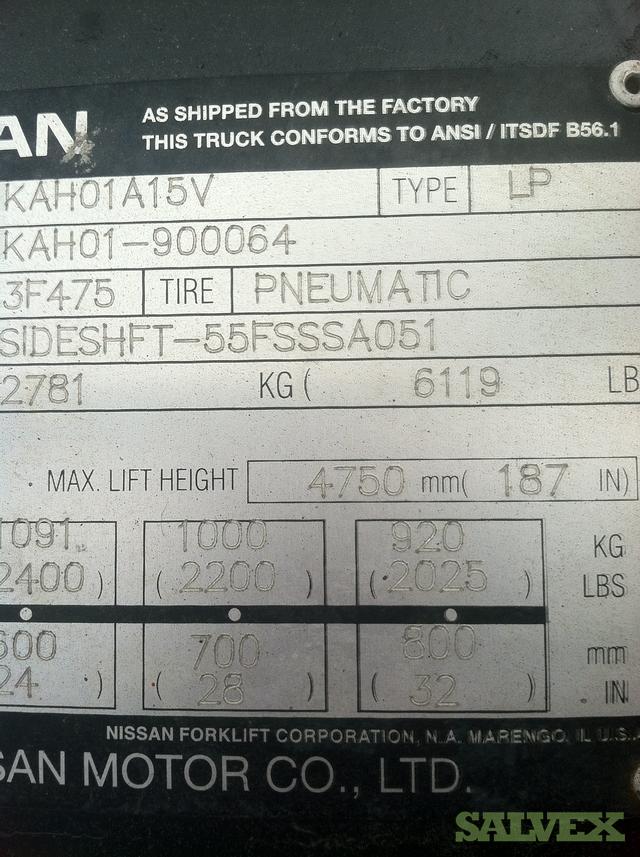 AN
AS SHIPPED FROM THE FACTORY
THIS TRUCK CONFORMS TO ANSI / ITSDF B56.1
KAH01A15V TYPE LP
KAH01-900064
3F475 TIRE PNEUMATIC
SIDESHFT-55FSSSA051
2781 KG ( 6119 LB
MAX. LIFT HEIGHT 4750 mm ( 187 IN)
1091 1000 920 KG
2400 ) ( 2200 ) ( 2025 ) LBS
600 700 800 mm
24 ) ( 28 ) ( 32 ) IN
NISSAN FORKLIFT CORPORATION, N.A. MARENGO, IL U.S.A
SAN MOTOR CO., LTD.
SALVEX